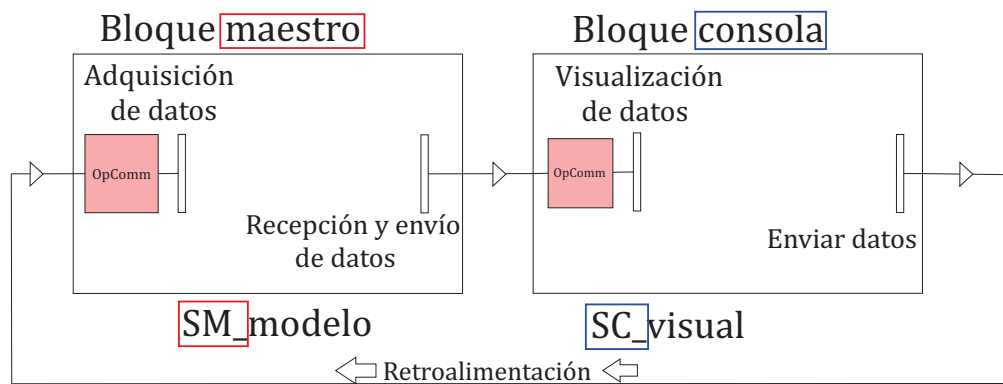 Bloque maestro
Adquisición
de datos
OpComm
Recepción y envío
de datos
SM_modelo
Bloque consola
Visualización
de datos
OpComm
Enviar datos
SC_visual
Retroalimentación